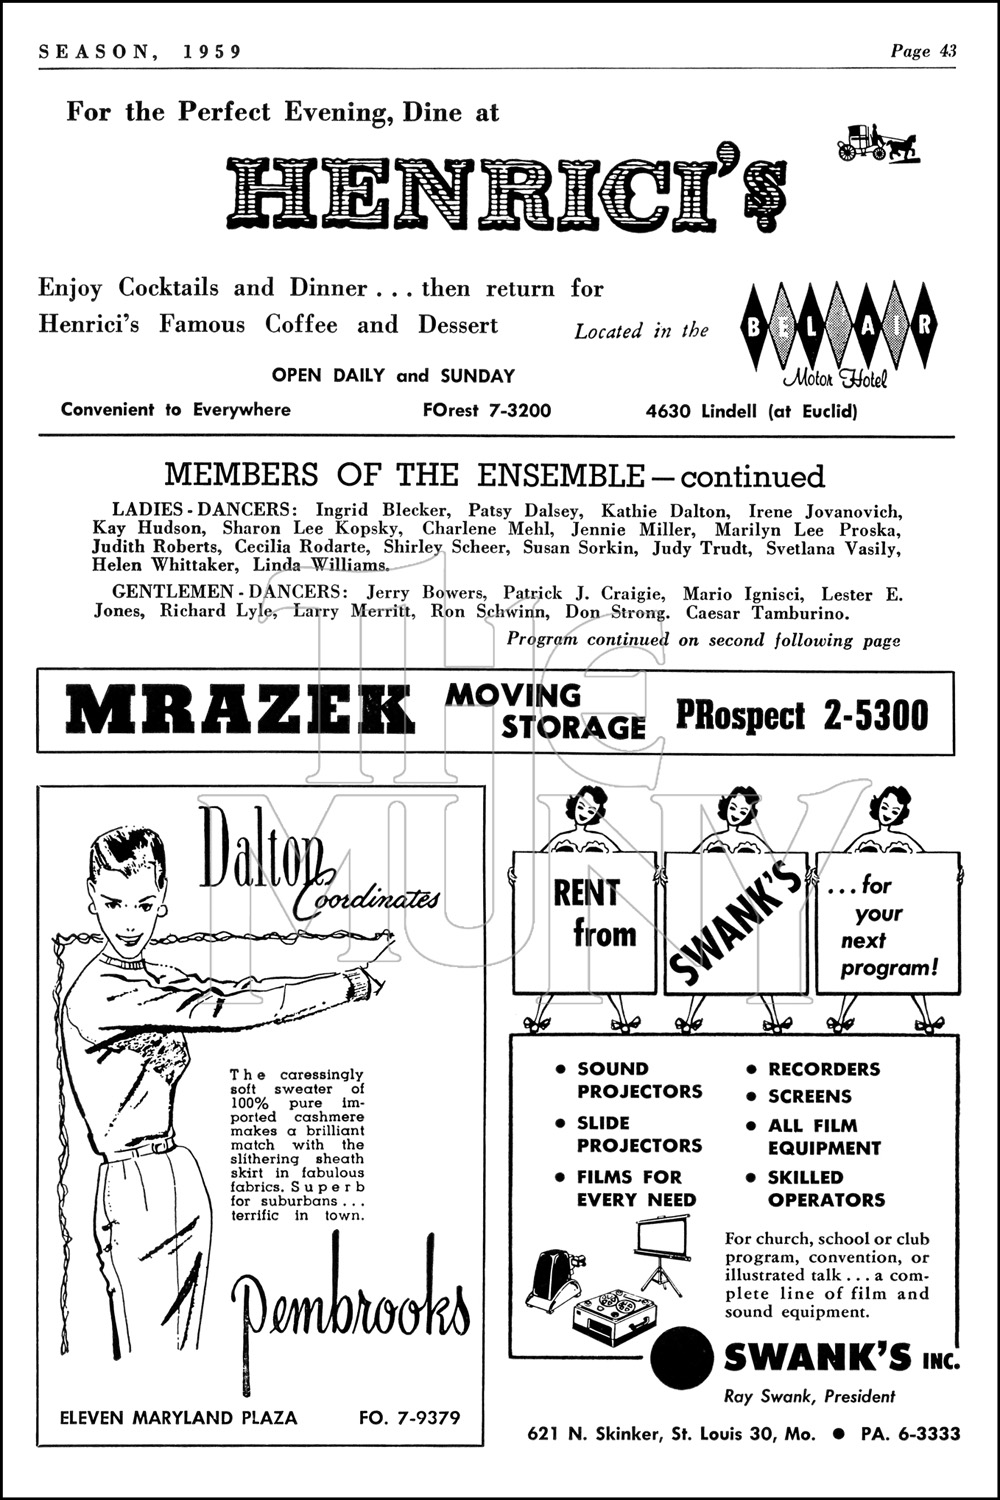 SEASON, 1959
Page 43
For the Perfect Evening, Dine at
HENRICI's
Enjoy Cocktails and Dinner . . . then return for
Henrici's Famous Coffee and Dessert
Located in the
BEL AIR
Motor Hotel
OPEN DAILY and SUNDAY
Convenient to Everywhere
FOrest 7-3200
4630 Lindell (at Euclid)
MEMBERS OF THE ENSEMBLE — continued
LADIES - DANCERS: Ingrid Blecker, Patsy Dalsey, Kathie Dalton, Irene Jovanovich,
Kay Hudson, Sharon Lee Kopsky, Charlene Mehl, Jennie Miller, Marilyn Lee Proska,
Judith Roberts, Cecilia Rodarte, Shirley Scheer, Susan Sorkin, Judy Trudt, Svetlana Vasily,
Helen Whittaker, Linda Williams.
GENTLEMEN - DANCERS: Jerry Bowers, Patrick J. Craigie, Mario Ignisci, Lester E.
Jones, Richard Lyle, Larry Merritt, Ron Schwinn, Don Strong. Caesar Tamburino.
Program continued on second following page
MRAZEK
MOVING
STORAGE
PRospect 2-5300
THE
MUNY
Dalton
Coordinates
The caressingly
soft sweater of
100% pure im-
ported cashmere
makes a brilliant
match with the
slithering sheath
skirt in fabulous
fabrics. Superb
for suburbans . . .
terrific in town.
Pembrooks
ELEVEN MARYLAND PLAZA
FO. 7-9379
RENT
from
SWANK'S
. . . for
your
next
program!
• SOUND
PROJECTORS
• SLIDE
PROJECTORS
• FILMS FOR
EVERY NEED
• RECORDERS
• SCREENS
• ALL FILM
EQUIPMENT
• SKILLED
OPERATORS
For church, school or club
program, convention, or
illustrated talk . . . a com-
plete line of film and
sound equipment.
SWANK'S INC.
Ray Swank, President
621 N. Skinker, St. Louis 30, Mo. • PA. 6-3333